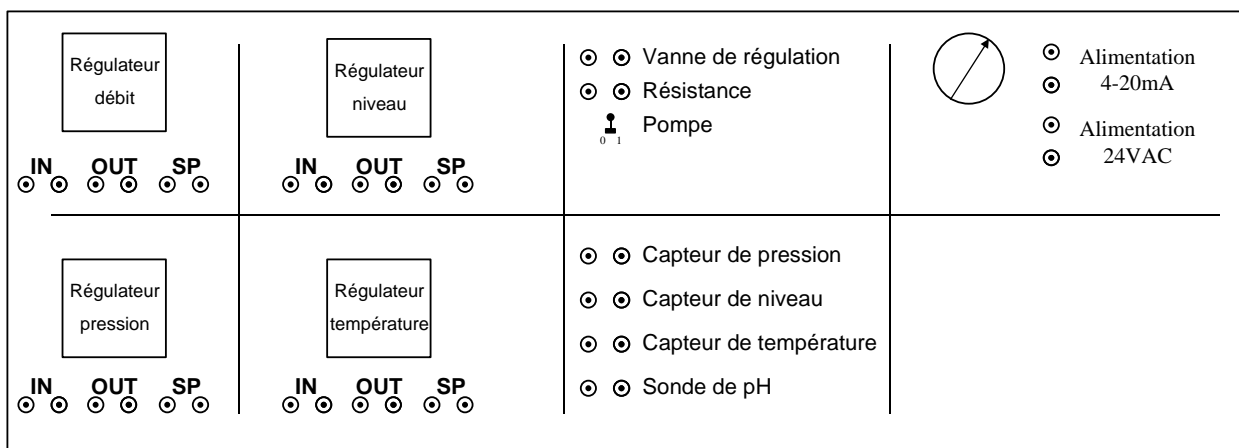 Régulateur
débit
IN OUT SP
Régulateur
niveau
IN OUT SP
Vanne de régulation
Résistance
Pompe
0 1
Alimentation
4-20mA
Alimentation
24VAC
Régulateur
pression
IN OUT SP
Régulateur
température
IN OUT SP
Capteur de pression
Capteur de niveau
Capteur de température
Sonde de pH